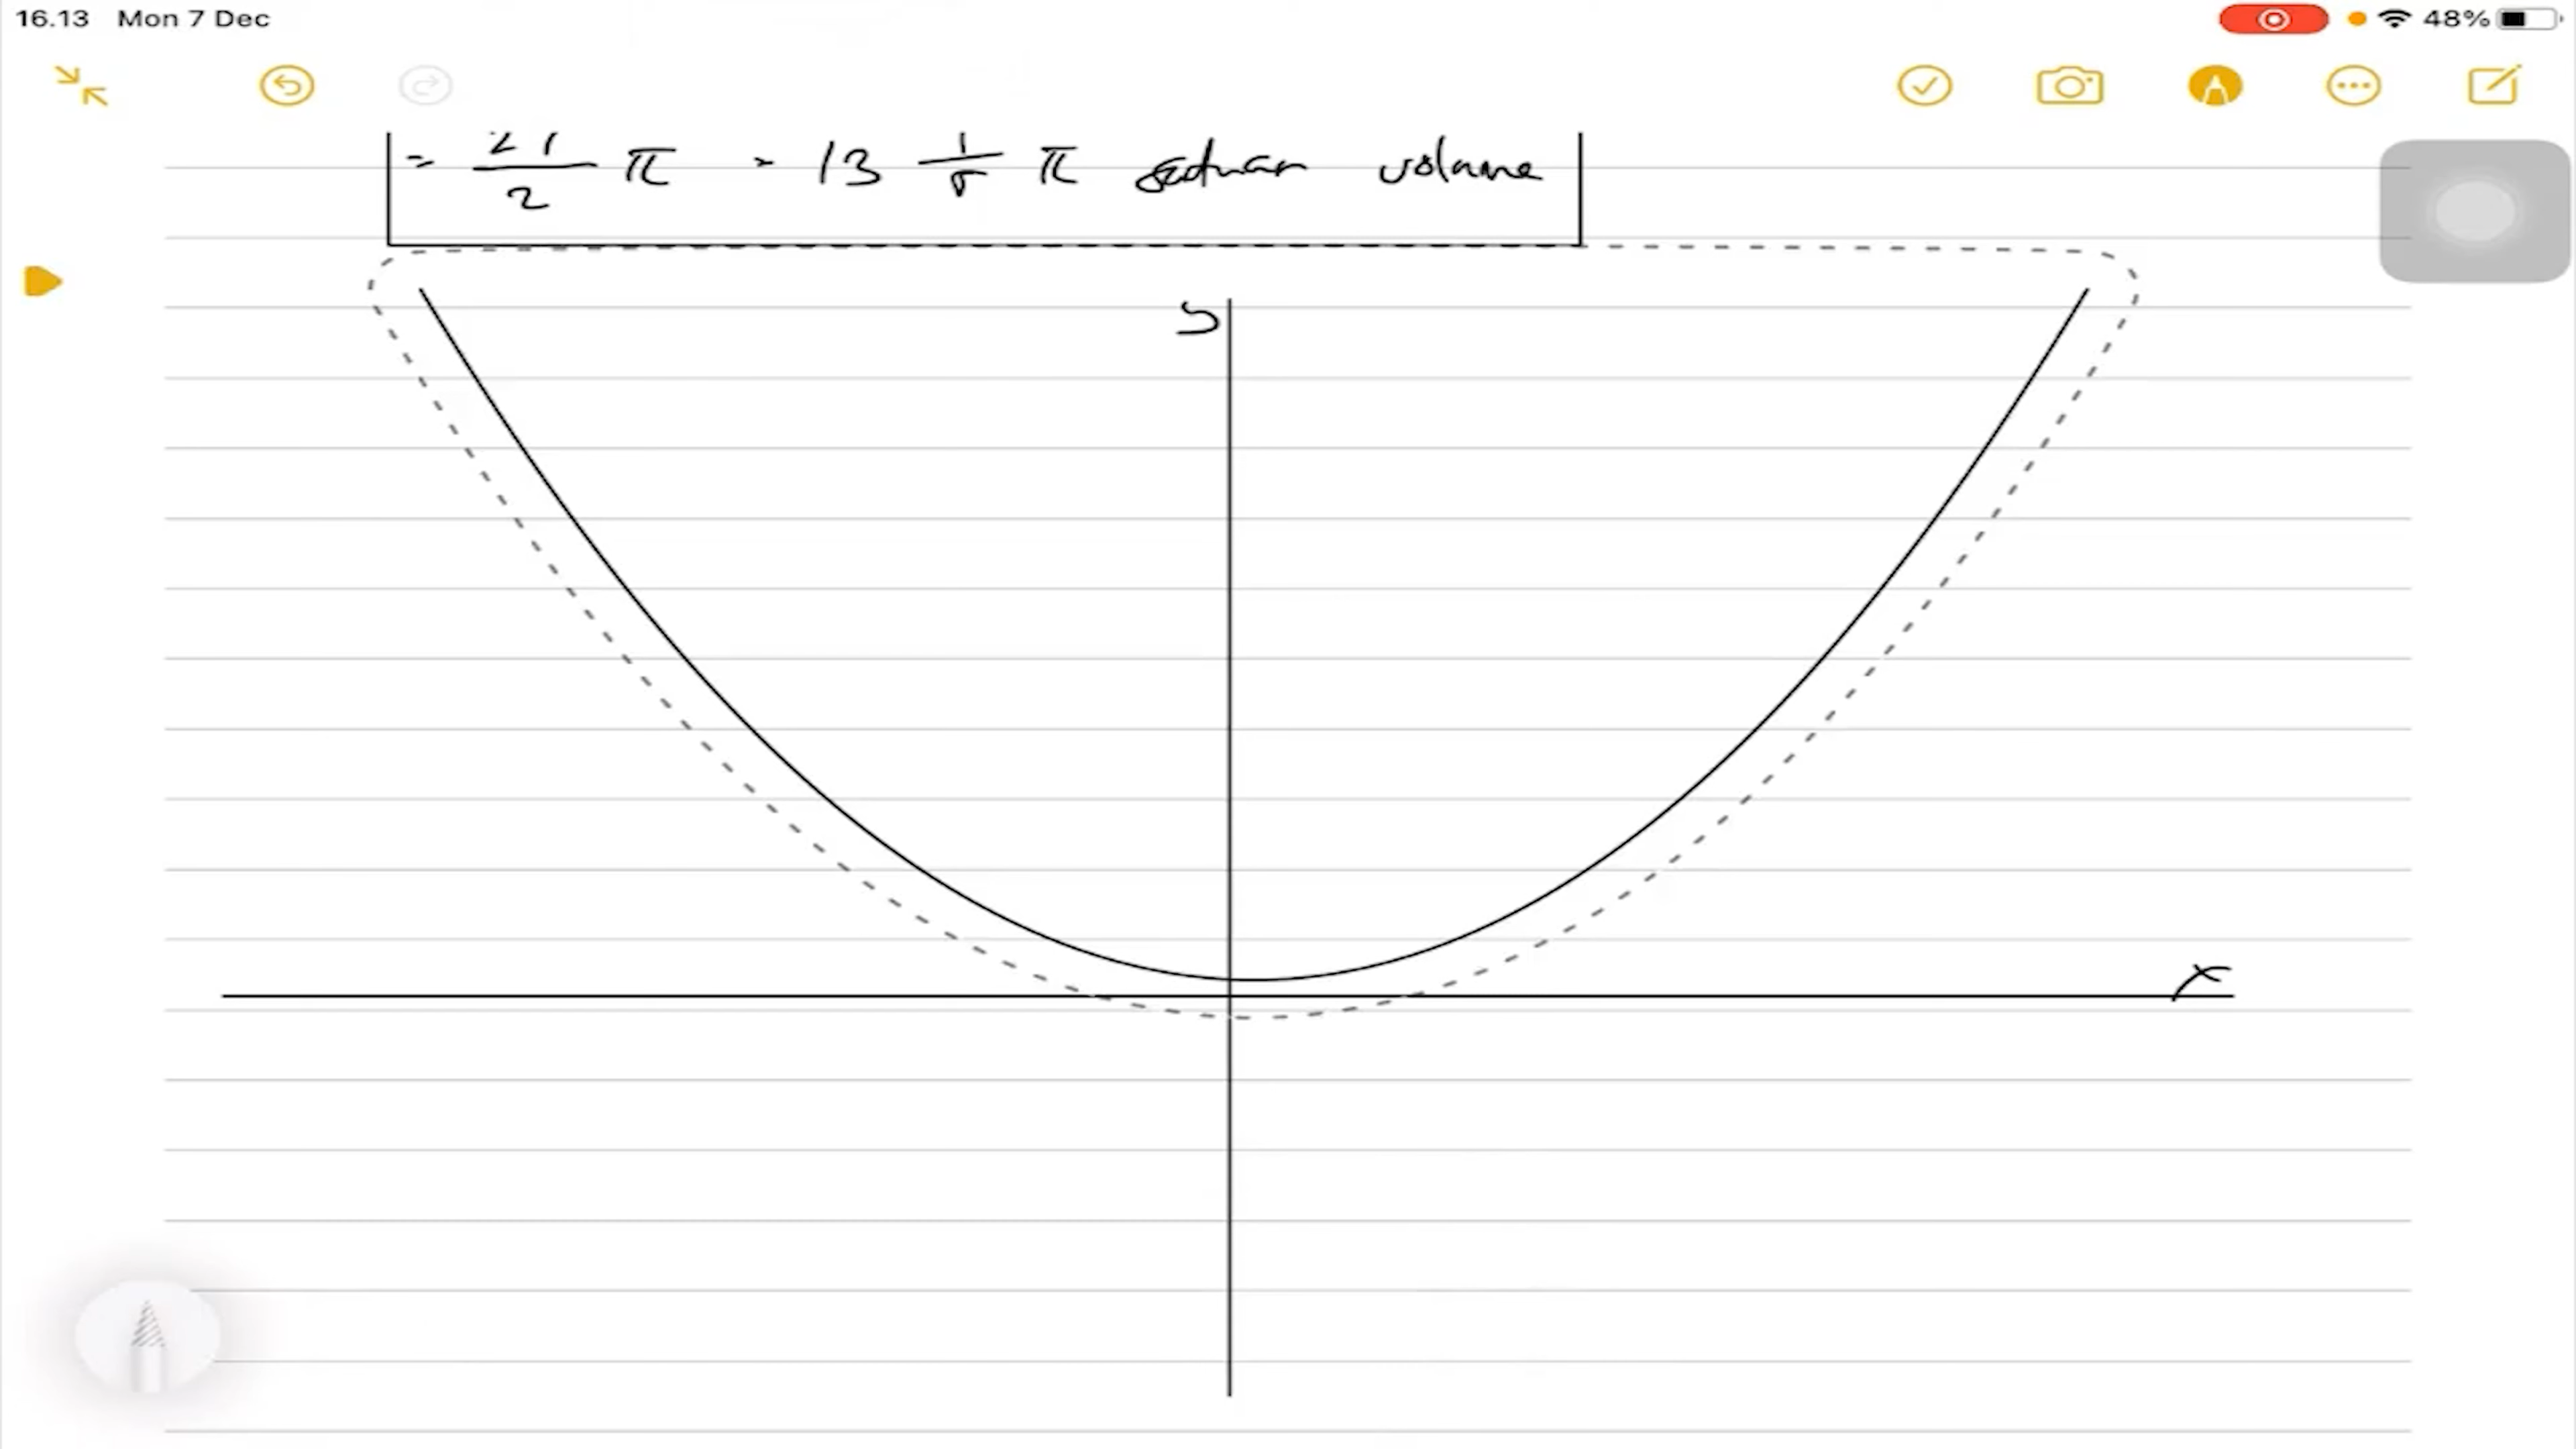 16.13 Mon 7 Dec 48%
= 27/2 π = 13 1/2 π satuan volume
y
x